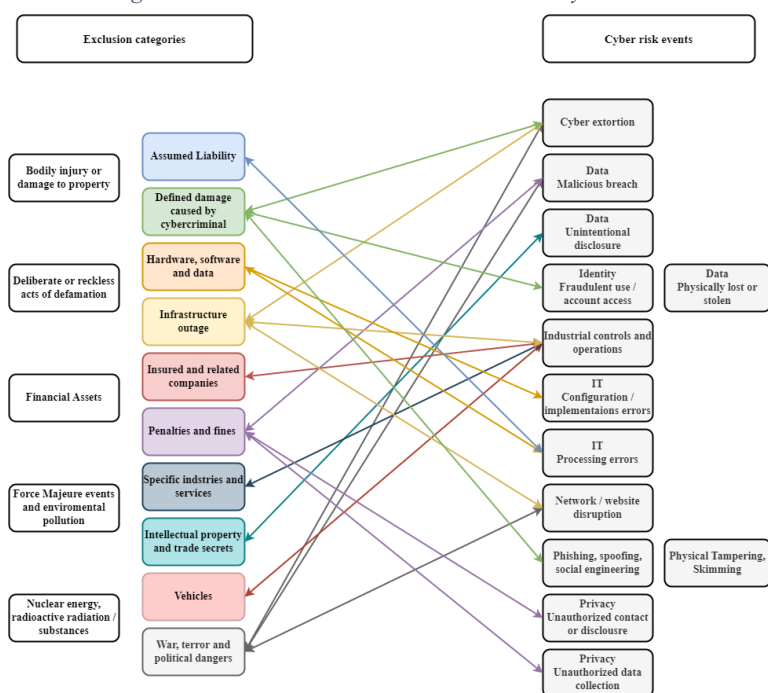 Exclusion categories
Cyber risk events
Bodily injury or
damage to property
Deliberate or reckless
acts of defamation
Financial Assets
Force Majeure events
and enviromental
pollution
Nuclear energy,
radioactive radiation /
substances
Assumed Liability
Defined damage
caused by
cybercriminal
Hardware, software
and data
Infrastructure
outage
Insured and related
companies
Penalties and fines
Specific indstries and
services
Intellectual property
and trade secrets
Vehicles
War, terror and
political dangers
Cyber extortion
Data
Malicious breach
Data
Unintentional
disclosure
Identity
Fraudulent use /
account access
Industrial controls and
operations
IT
Configuration /
implementaions errors
IT
Processing errors
Network / website
disruption
Phishing, spoofing,
social engineering
Privacy
Unauthorized contact
or disclousre
Privacy
Unauthorized data
collection
Data
Physically lost or
stolen
Physical Tampering,
Skimming